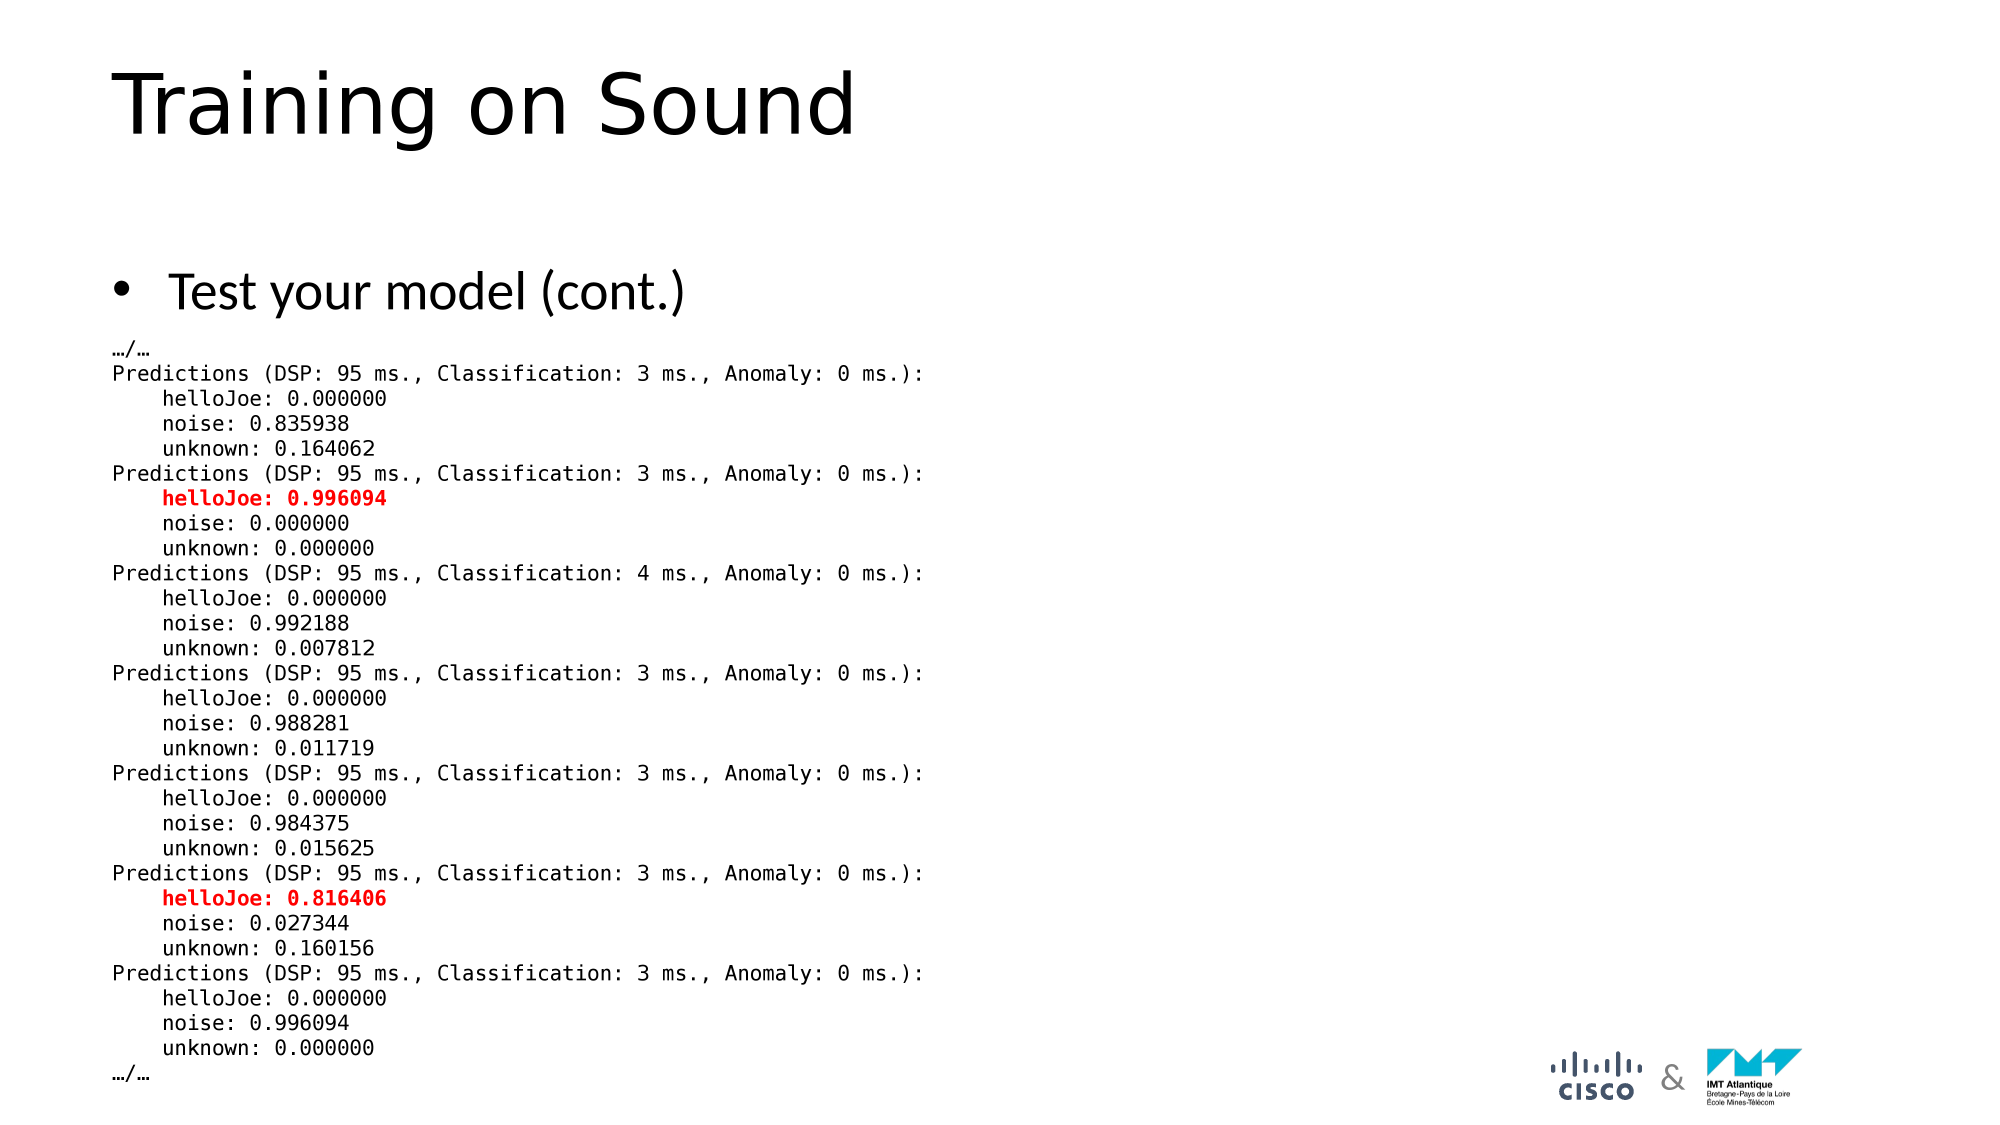 Training on Sound
• Test your model (cont.)
…/…
Predictions (DSP: 95 ms., Classification: 3 ms., Anomaly: 0 ms.):
    helloJoe: 0.000000
    noise: 0.835938
    unknown: 0.164062
Predictions (DSP: 95 ms., Classification: 3 ms., Anomaly: 0 ms.):
    helloJoe: 0.996094
    noise: 0.000000
    unknown: 0.000000
Predictions (DSP: 95 ms., Classification: 4 ms., Anomaly: 0 ms.):
    helloJoe: 0.000000
    noise: 0.992188
    unknown: 0.007812
Predictions (DSP: 95 ms., Classification: 3 ms., Anomaly: 0 ms.):
    helloJoe: 0.000000
    noise: 0.988281
    unknown: 0.011719
Predictions (DSP: 95 ms., Classification: 3 ms., Anomaly: 0 ms.):
    helloJoe: 0.000000
    noise: 0.984375
    unknown: 0.015625
Predictions (DSP: 95 ms., Classification: 3 ms., Anomaly: 0 ms.):
    helloJoe: 0.816406
    noise: 0.027344
    unknown: 0.160156
Predictions (DSP: 95 ms., Classification: 3 ms., Anomaly: 0 ms.):
    helloJoe: 0.000000
    noise: 0.996094
    unknown: 0.000000
…/…
CISCO
&
IMT Atlantique
Bretagne-Pays de la Loire
École Mines-Télécom